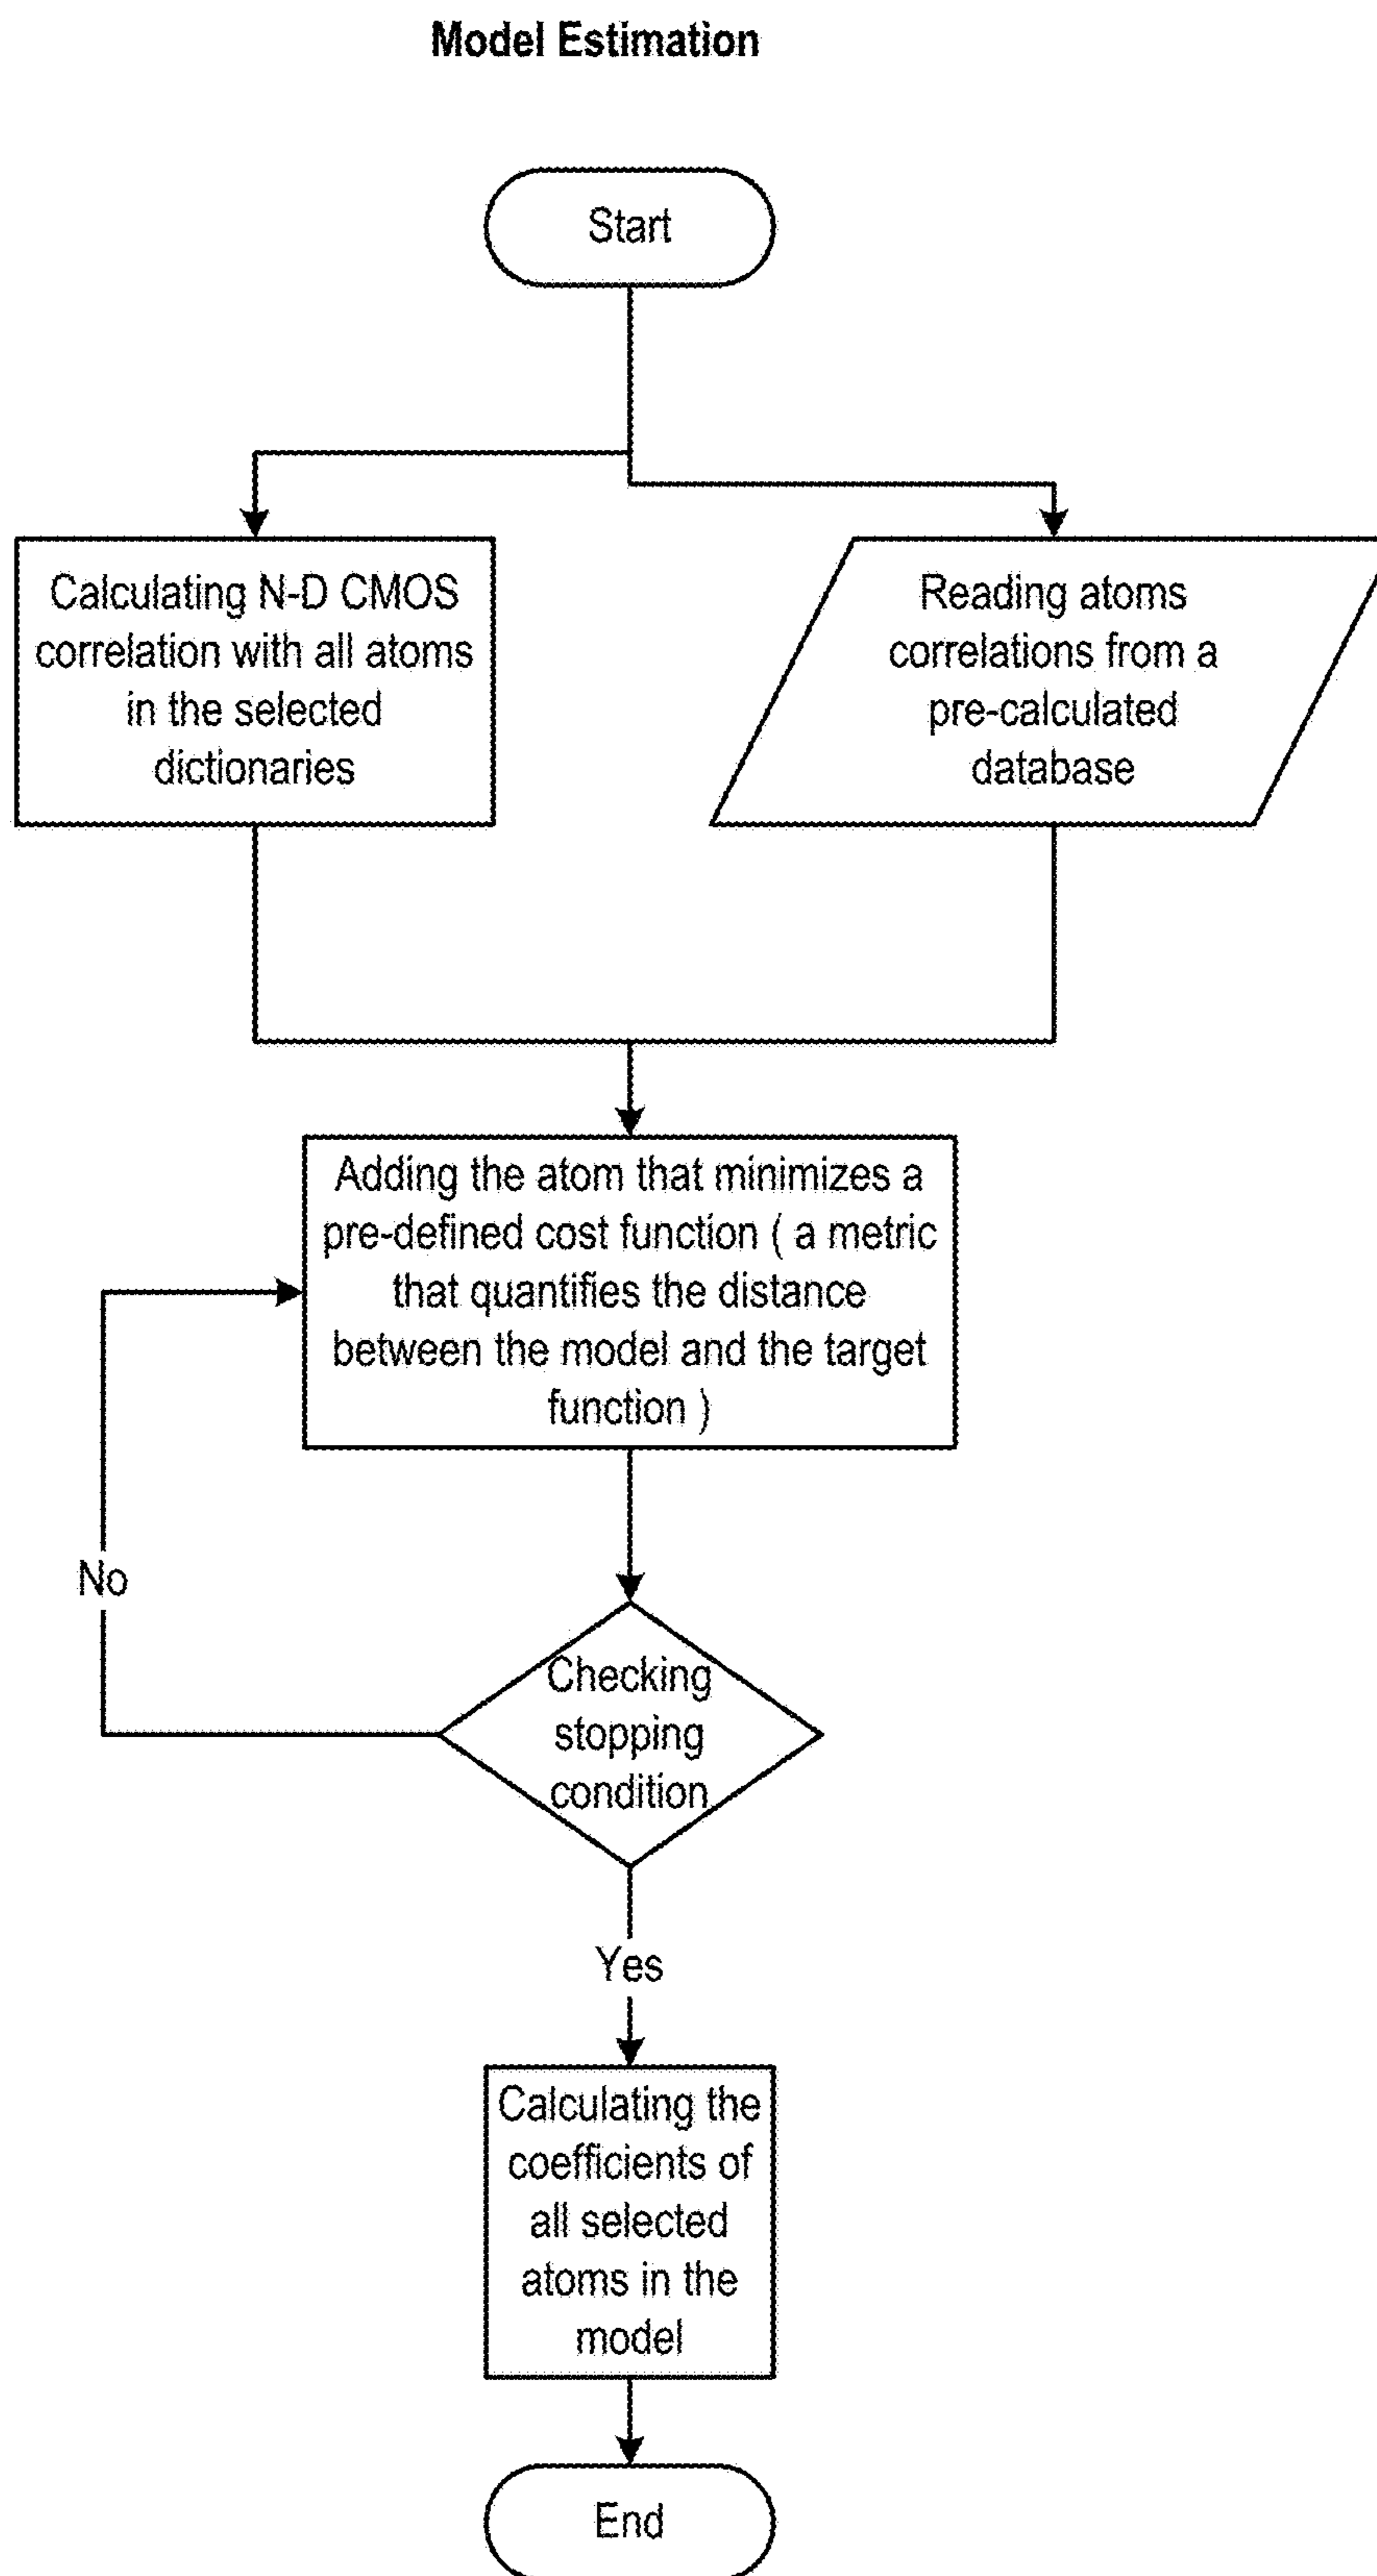 Model Estimation
Start
Calculating N-D CMOS
correlation with all atoms
in the selected
dictionaries
Reading atoms
correlations from a
pre-calculated
database
Adding the atom that minimizes a
pre-defined cost function ( a metric
that quantifies the distance
between the model and the target
function )
No
Checking
stopping
condition
Yes
Calculating the
coefficients of
all selected
atoms in the
model
End